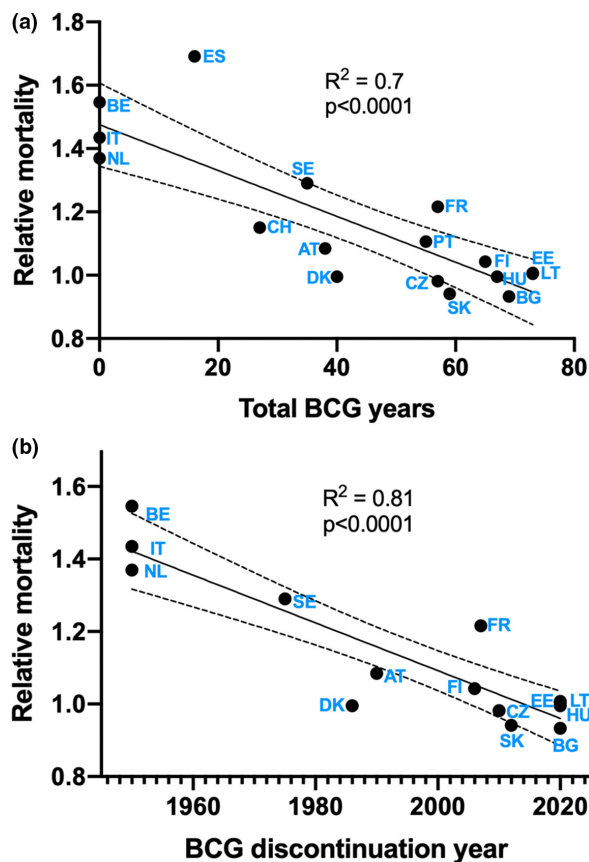 (a)
1.8
1.6
1.4
1.2
1.0
0.8
Relative mortality
ES
R² = 0.7
p<0.0001
BE
IT
NL
SE
FR
CH
AT
PT
FI
EE
DK
CZ
HU
LT
SK
BG
0 20 40 60 80
Total BCG years
(b)
1.6
1.4
1.2
1.0
0.8
Relative mortality
R² = 0.81
p<0.0001
BE
IT
NL
SE
FR
AT
FI
EE
LT
DK
CZ
HU
SK
BG
1960 1980 2000 2020
BCG discontinuation year